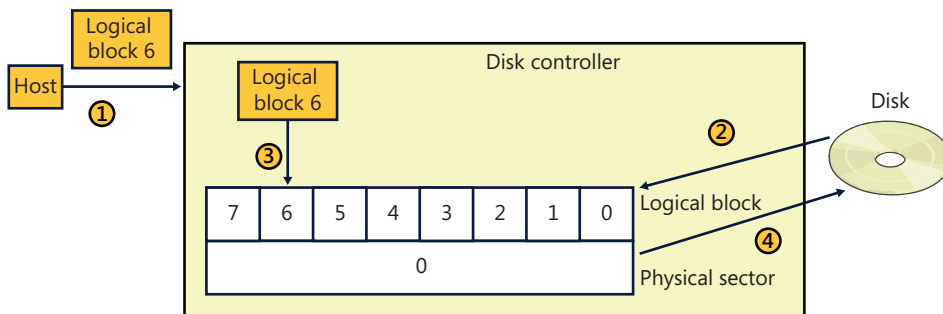 Logical
block 6
Host
1
Disk controller
Logical
block 6
Disk
2
3
7 6 5 4 3 2 1 0
Logical block
4
0
Physical sector